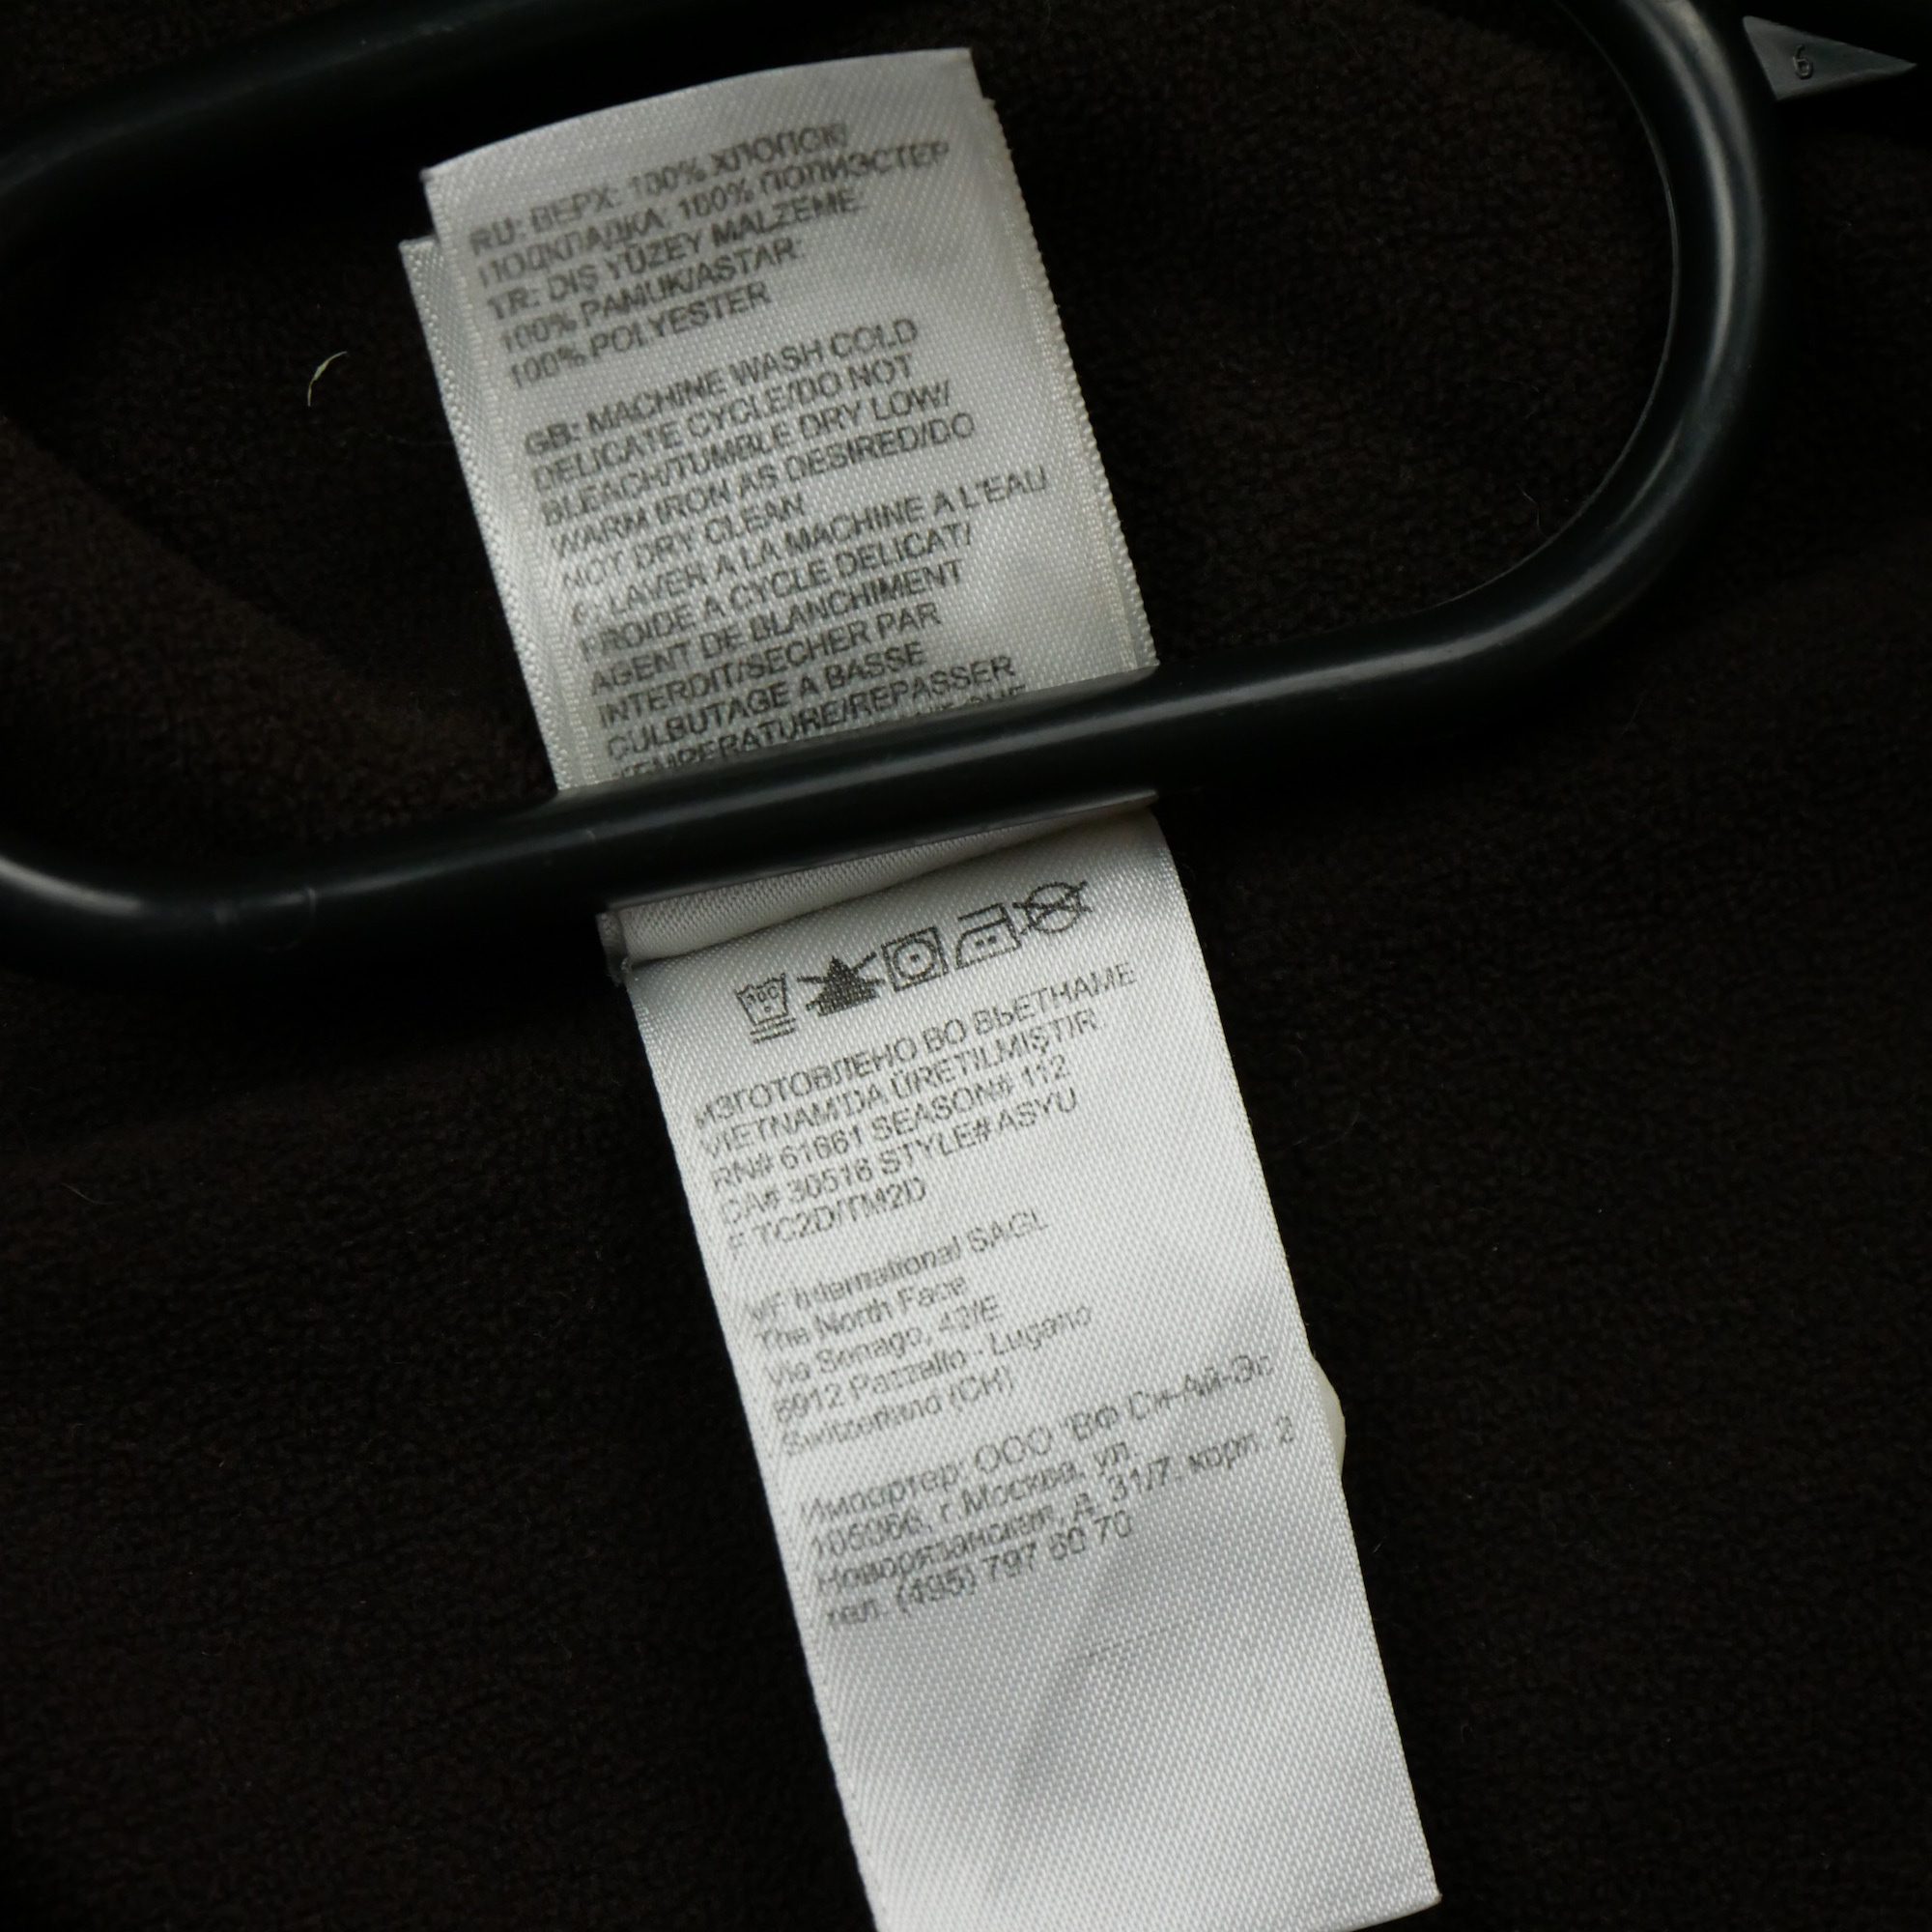 RU: ВЕРХ: 100% ХЛОПОК/
ПОДКЛАДКА: 100% ПОЛИЭСТЕР
TR: DIŞ YÜZEY MALZEME:
100% PAMUK/ASTAR:
100% POLYESTER
GB: MACHINE WASH COLD
DELICATE CYCLE/DO NOT
BLEACH/TUMBLE DRY LOW/
WARM IRON AS DESIRED/DO
NOT DRY CLEAN
F: LAVER A LA MACHINE A L'EAU
FROIDE A CYCLE DELICAT/
AGENT DE BLANCHIMENT
INTERDIT/SECHER PAR
CULBUTAGE A BASSE
TEMPERATURE/REPASSER
30C
ИЗГОТОВЛЕНО ВО ВЬЕТНАМЕ
VIETNAM'DA ÜRETILMIŞTIR
RN# 61661 SEASON# 112
CA# 30516 STYLE# ASYU
F TC2D/TM2D
VF International SAGL
The North Face
Via Senago, 42/E
6912 Pazzallo - Lugano
Switzerland (CH)
Импортер: ООО "ВФ Си-Ай-Эс
105066, г.Москва, ул.
Новорязанская, д. 31/7. корп. 2
тел. (495) 797 60 70
6